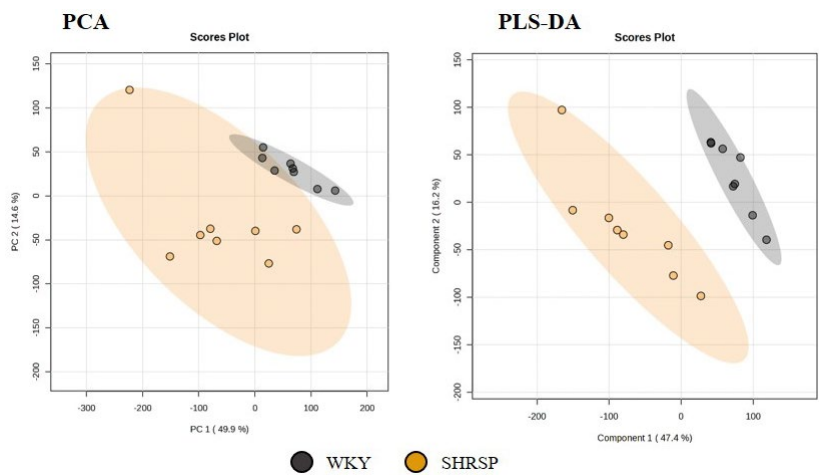 PCA
Scores Plot
150
100
50
0
-50
-100
-150
-200
PC 2 ( 14.6 %)
-300
-200
-100
0
100
200
PC 1 ( 49.9 %)
PLS-DA
Scores Plot
150
100
50
0
-50
-100
-150
-200
Component 2 ( 16.2 %)
-200
-100
0
100
Component 1 ( 47.4 %)
WKY
SHRSP